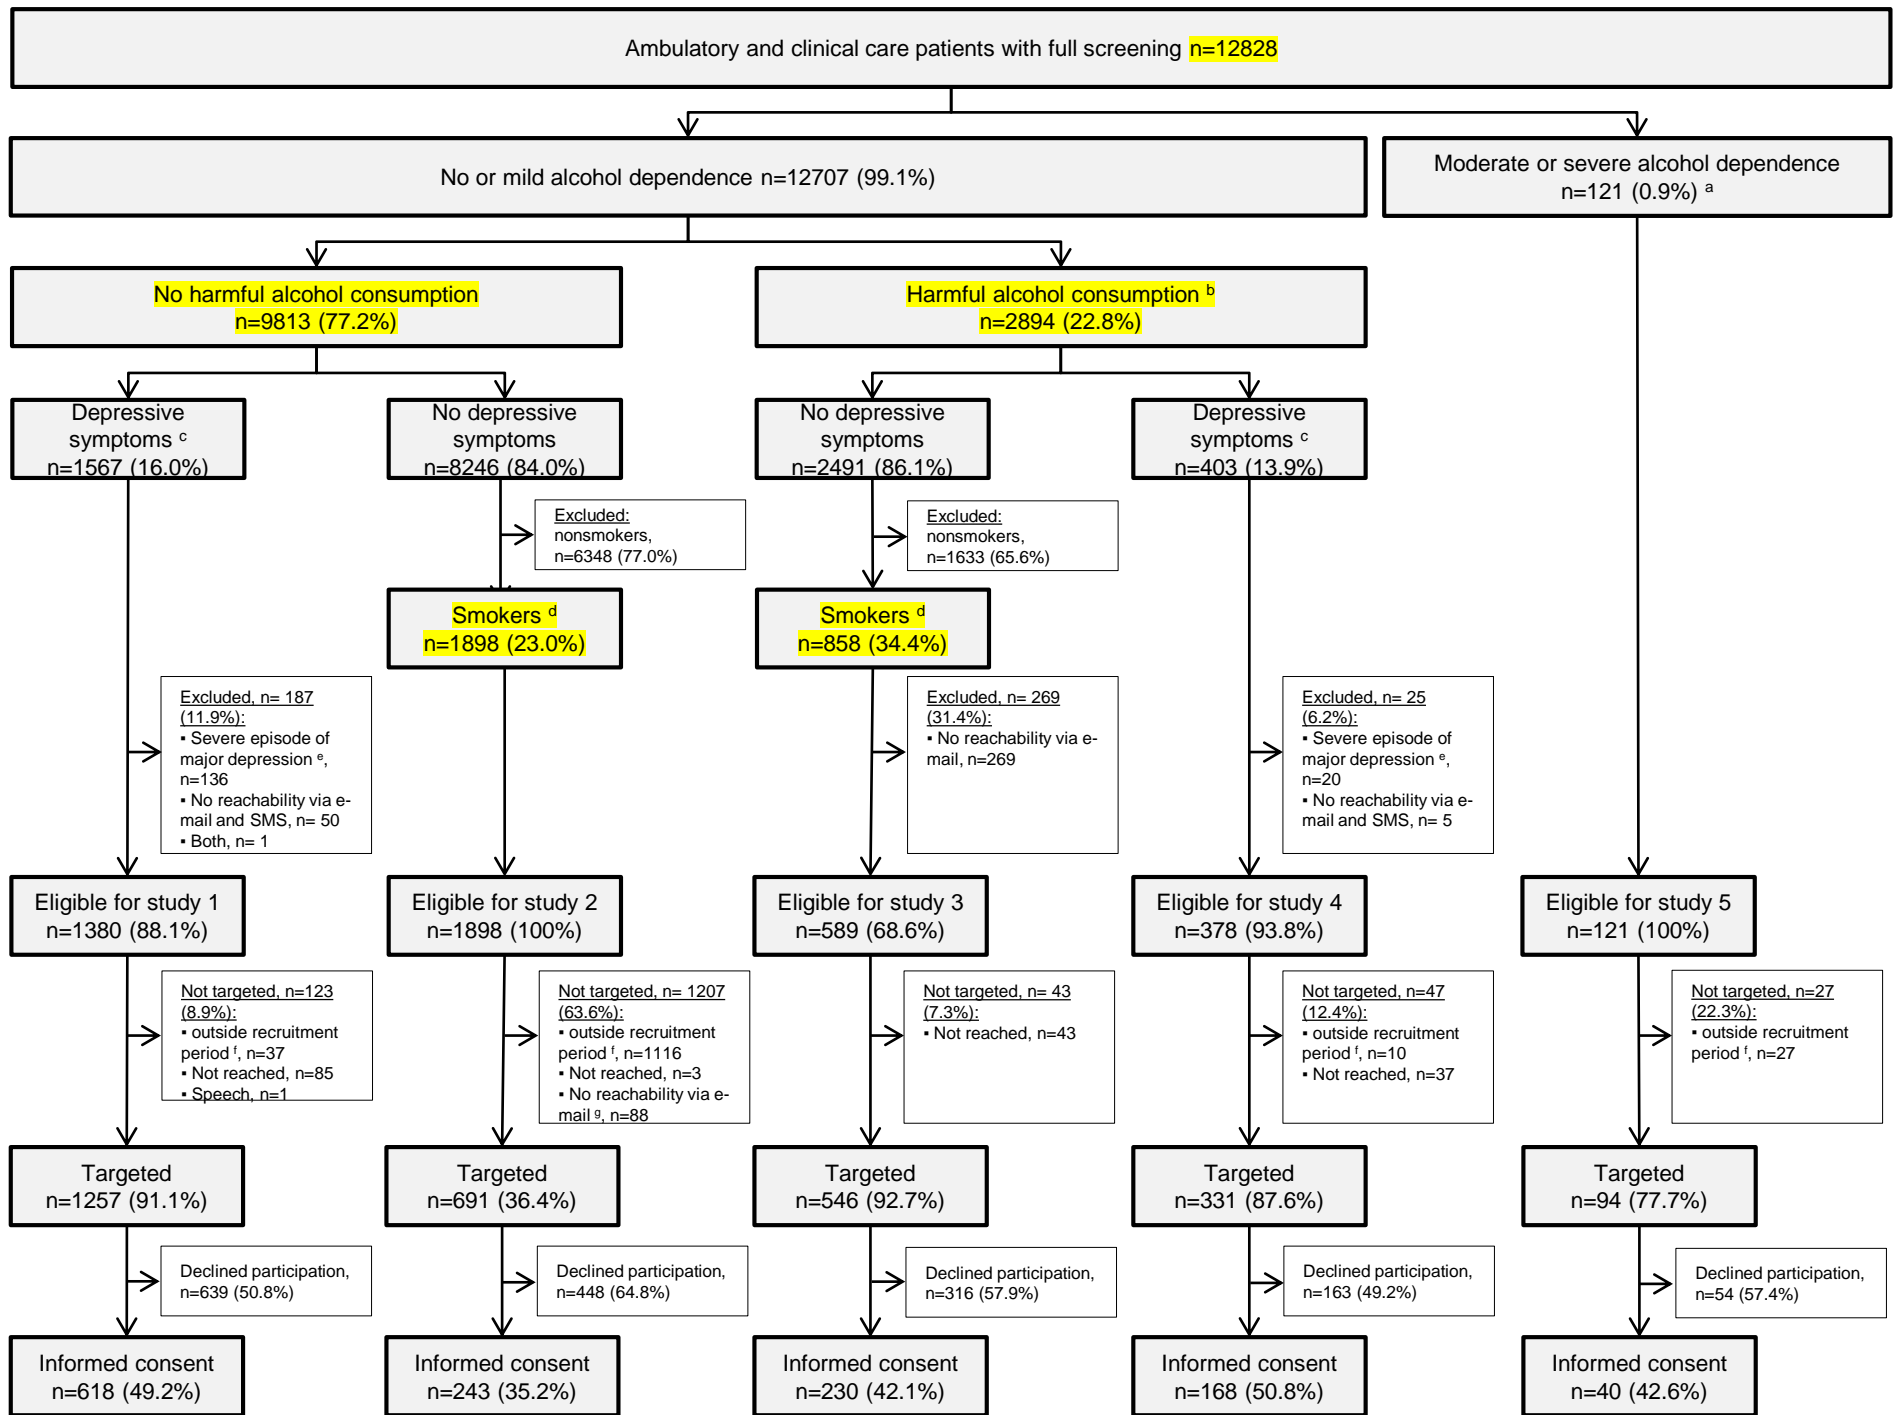 Ambulatory and clinical care patients with full screening n=12828
No or mild alcohol dependence n=12707 (99.1%)
Moderate or severe alcohol dependence
n=121 (0.9%) a
No harmful alcohol consumption
n=9813 (77.2%)
Harmful alcohol consumption b
n=2894 (22.8%)
Depressive
symptoms c
n=1567 (16.0%)
No depressive
symptoms
n=8246 (84.0%)
No depressive
symptoms
n=2491 (86.1%)
Depressive
symptoms c
n=403 (13.9%)
Excluded:
nonsmokers,
n=6348 (77.0%)
Excluded:
nonsmokers,
n=1633 (65.6%)
Smokers d
n=1898 (23.0%)
Smokers d
n=858 (34.4%)
Excluded, n= 187
(11.9%):
▪ Severe episode of
major depression e,
n=136
▪ No reachability via e-
mail and SMS, n= 50
▪ Both, n= 1
Excluded, n= 269
(31.4%):
▪ No reachability via e-
mail, n=269
Excluded, n= 25
(6.2%):
▪ Severe episode of
major depression e,
n=20
▪ No reachability via e-
mail and SMS, n= 5
Eligible for study 1
n=1380 (88.1%)
Eligible for study 2
n=1898 (100%)
Eligible for study 3
n=589 (68.6%)
Eligible for study 4
n=378 (93.8%)
Eligible for study 5
n=121 (100%)
Not targeted, n=123
(8.9%):
▪ outside recruitment
period f, n=37
▪ Not reached, n=85
▪ Speech, n=1
Not targeted, n= 1207
(63.6%):
▪ outside recruitment
period f, n=1116
▪ Not reached, n=3
▪ No reachability via e-
mail g, n=88
Not targeted, n= 43
(7.3%):
▪ Not reached, n=43
Not targeted, n=47
(12.4%):
▪ outside recruitment
period f, n=10
▪ Not reached, n=37
Not targeted, n=27
(22.3%):
▪ outside recruitment
period f, n=27
Targeted
n=1257 (91.1%)
Targeted
n=691 (36.4%)
Targeted
n=546 (92.7%)
Targeted
n=331 (87.6%)
Targeted
n=94 (77.7%)
Declined participation,
n=639 (50.8%)
Declined participation,
n=448 (64.8%)
Declined participation,
n=316 (57.9%)
Declined participation,
n=163 (49.2%)
Declined participation,
n=54 (57.4%)
Informed consent
n=618 (49.2%)
Informed consent
n=243 (35.2%)
Informed consent
n=230 (42.1%)
Informed consent
n=168 (50.8%)
Informed consent
n=40 (42.6%)